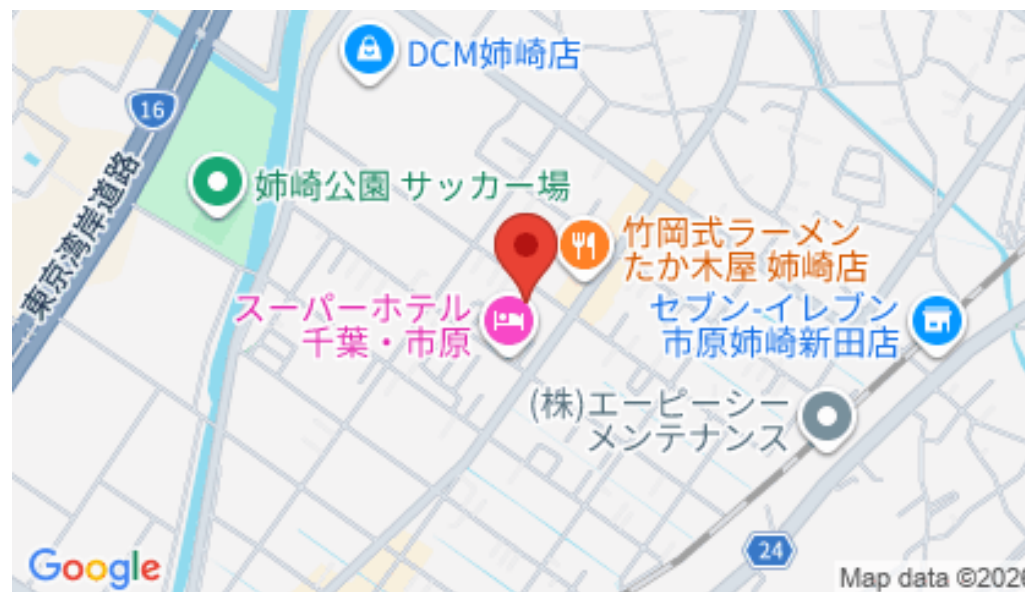 DCM姉崎店
16
姉崎公園 サッカー場
東京湾岸道路
竹岡式ラーメン
たか木屋 姉崎店
スーパーホテル
千葉・市原
セブン-イレブン
市原姉崎新田店
(株)エーピーシー
メンテナンス
24
Google
Map data ©2026